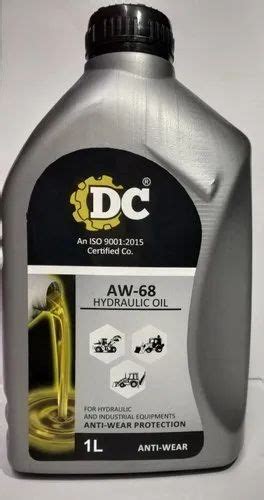 DC®
An ISO 9001:2015
Certified Co.
AW-68
HYDRAULIC OIL
FOR HYDRAULIC
AND INDUSTRIAL EQUIPMENTS
ANTI-WEAR PROTECTION
1L ANTI-WEAR